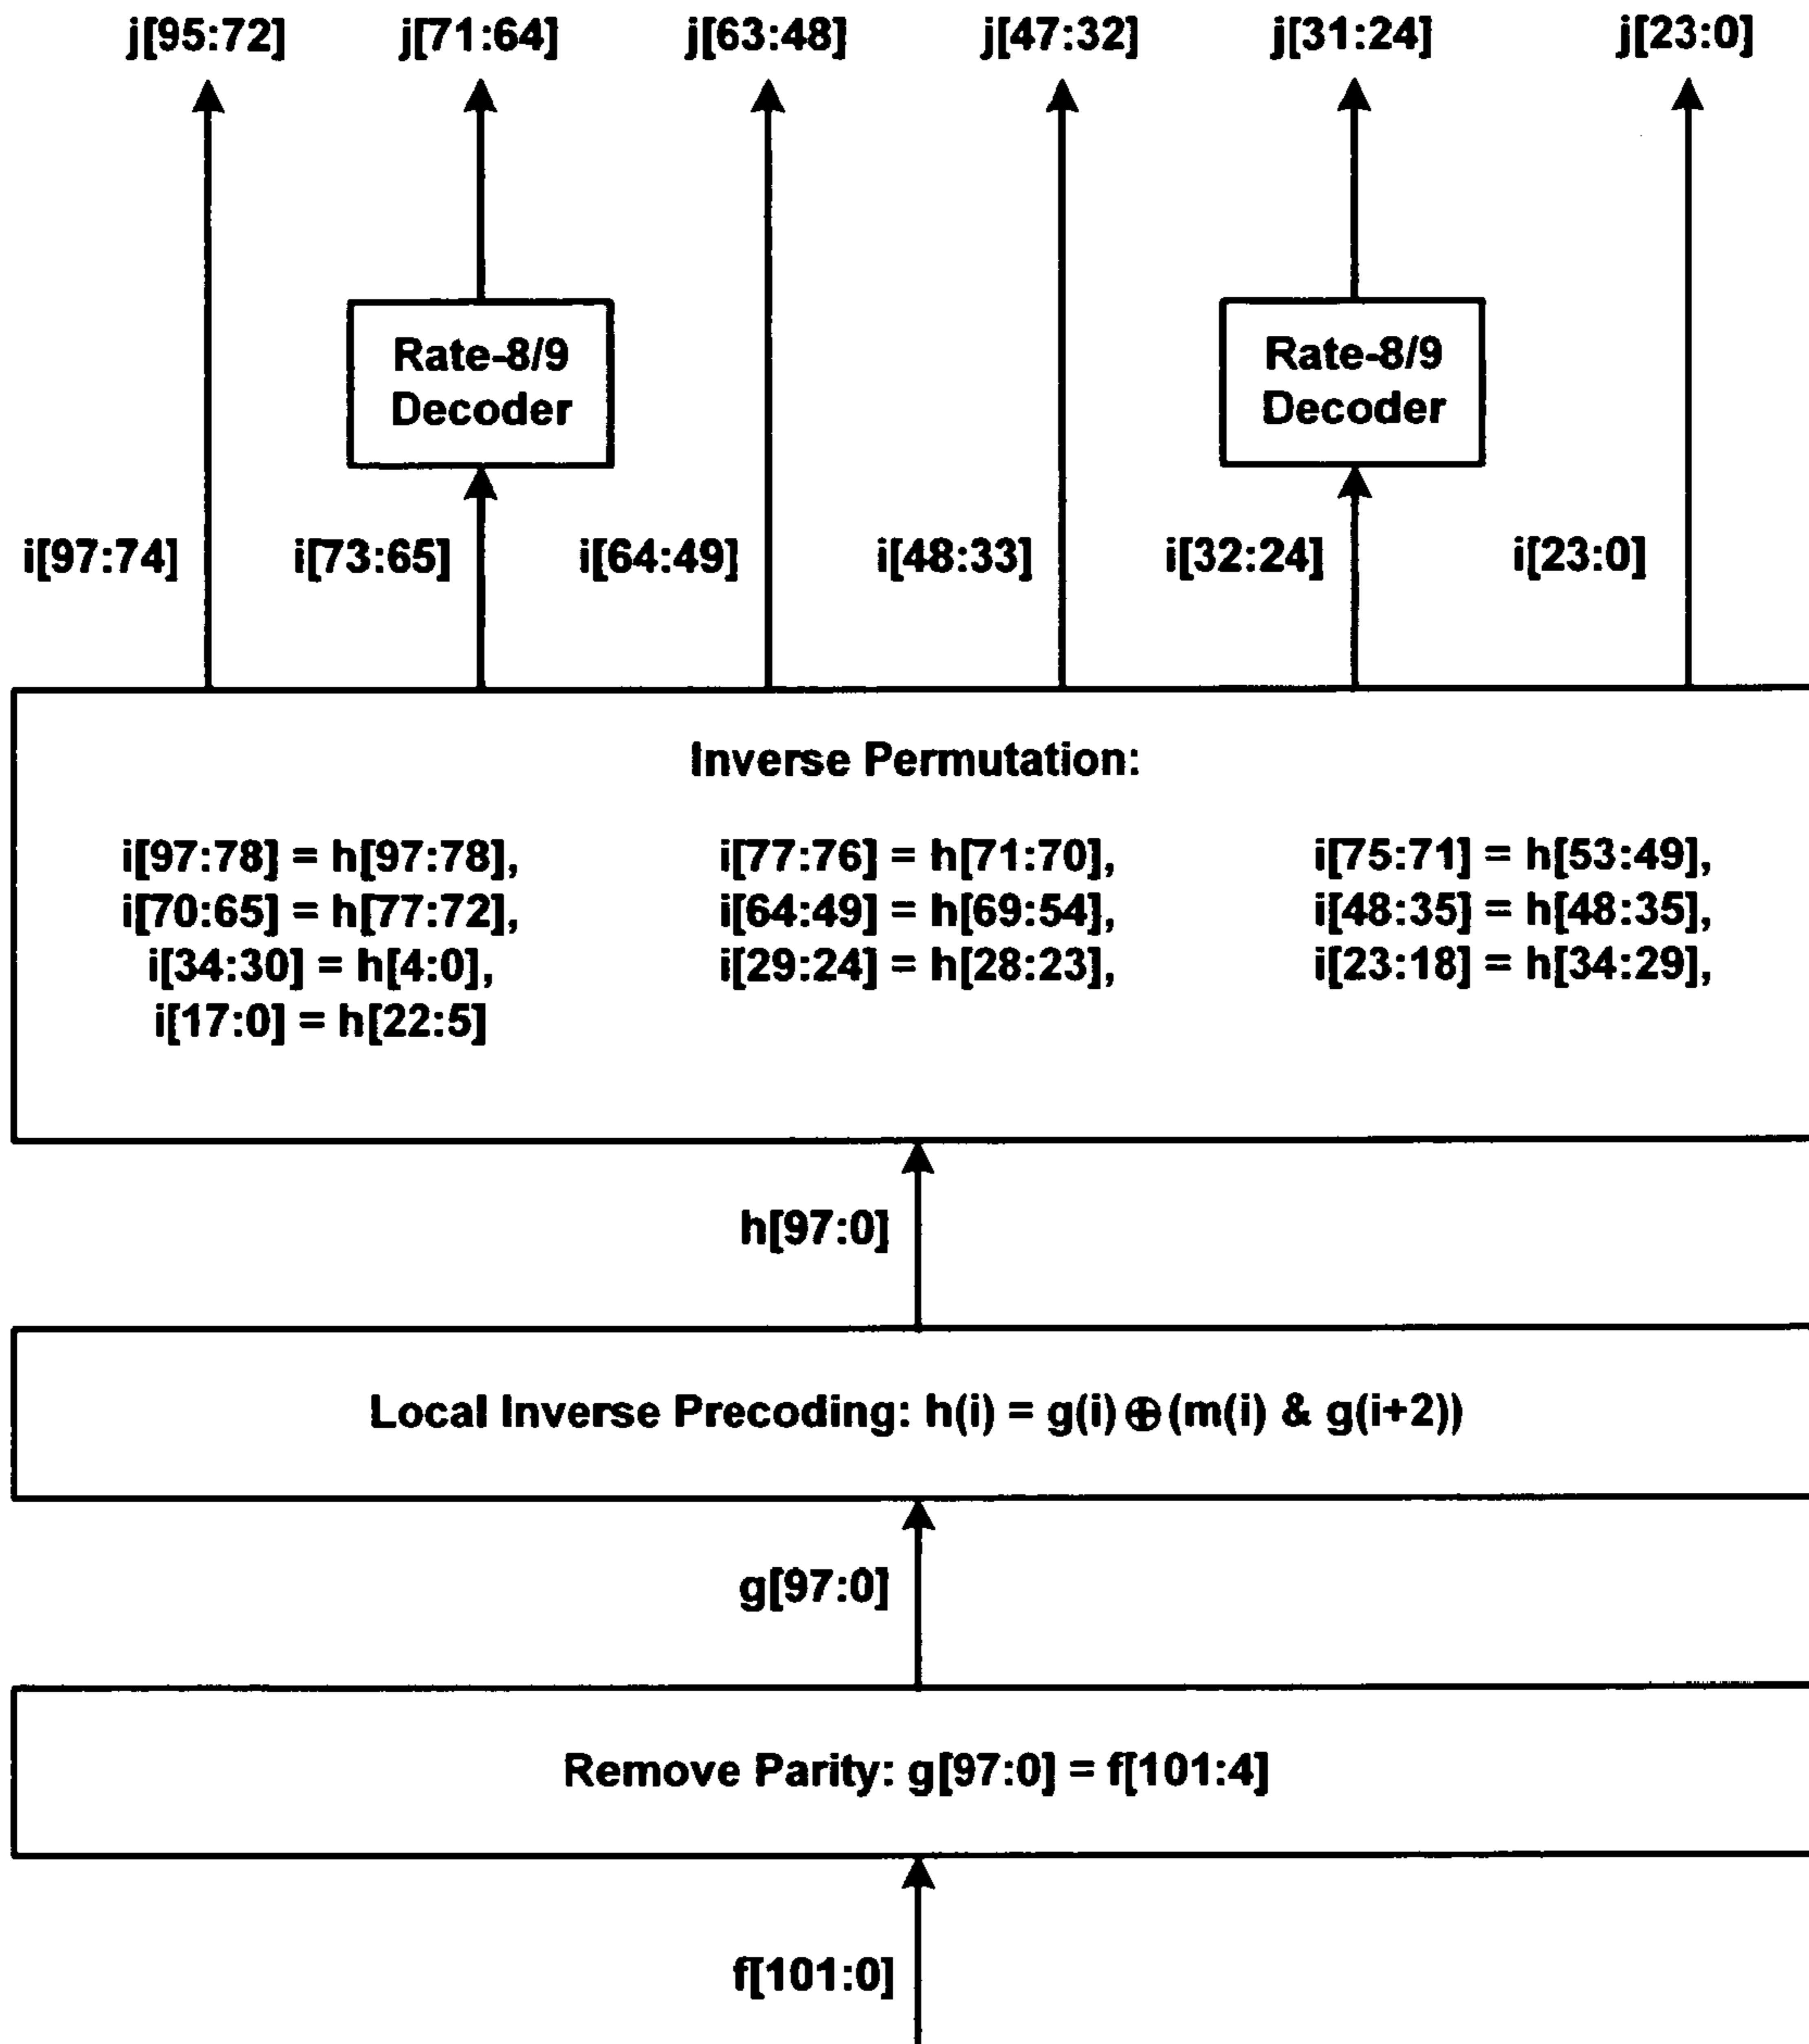 j[95:72] j[71:64] j[63:48] j[47:32] j[31:24] j[23:0]
Rate-8/9 Rate-8/9
Decoder Decoder
i[97:74] i[73:65] i[64:49] i[48:33] i[32:24] i[23:0]
Inverse Permutation:
i[97:78] = h[97:78], i[77:76] = h[71:70], i[75:71] = h[53:49],
i[70:65] = h[77:72], i[64:49] = h[69:54], i[48:35] = h[48:35],
i[34:30] = h[4:0], i[29:24] = h[28:23], i[23:18] = h[34:29],
i[17:0] = h[22:5]
h[97:0]
Local Inverse Precoding: h(i) = g(i)⊕(m(i) & g(i+2))
g[97:0]
Remove Parity: g[97:0] = f[101:4]
f[101:0]